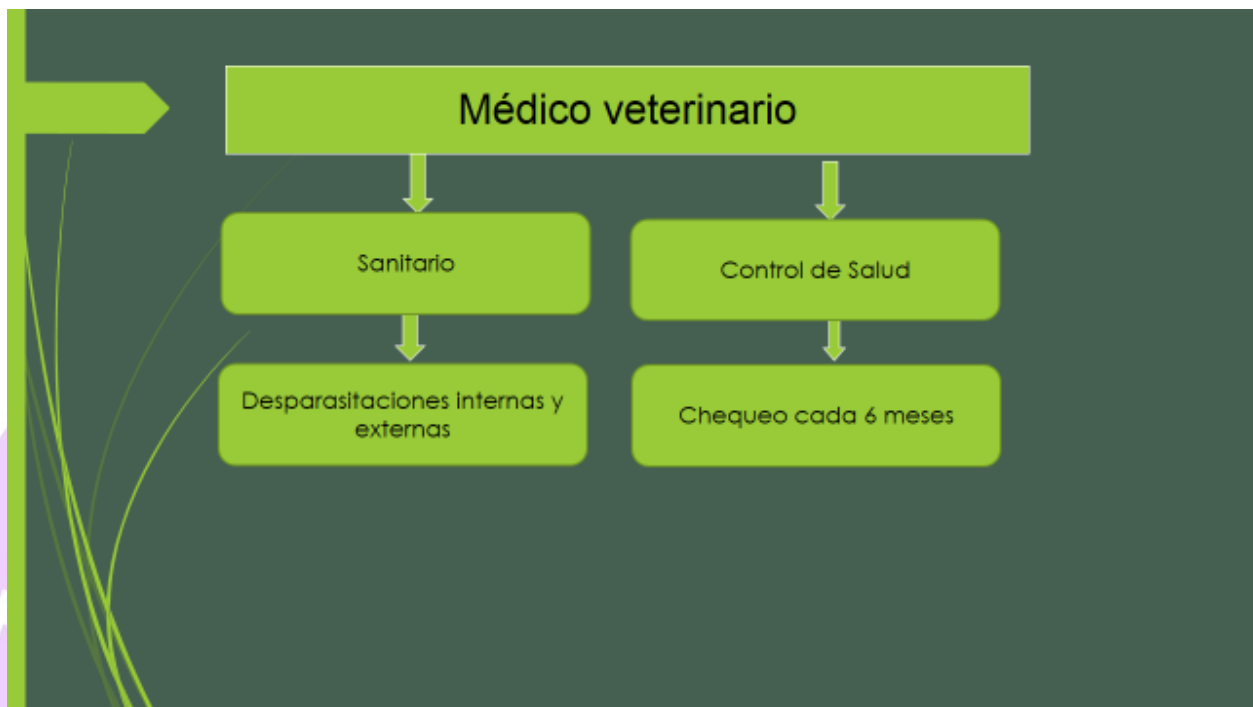 Médico veterinario
Sanitario
Control de Salud
Desparasitaciones internas y
externas
Chequeo cada 6 meses